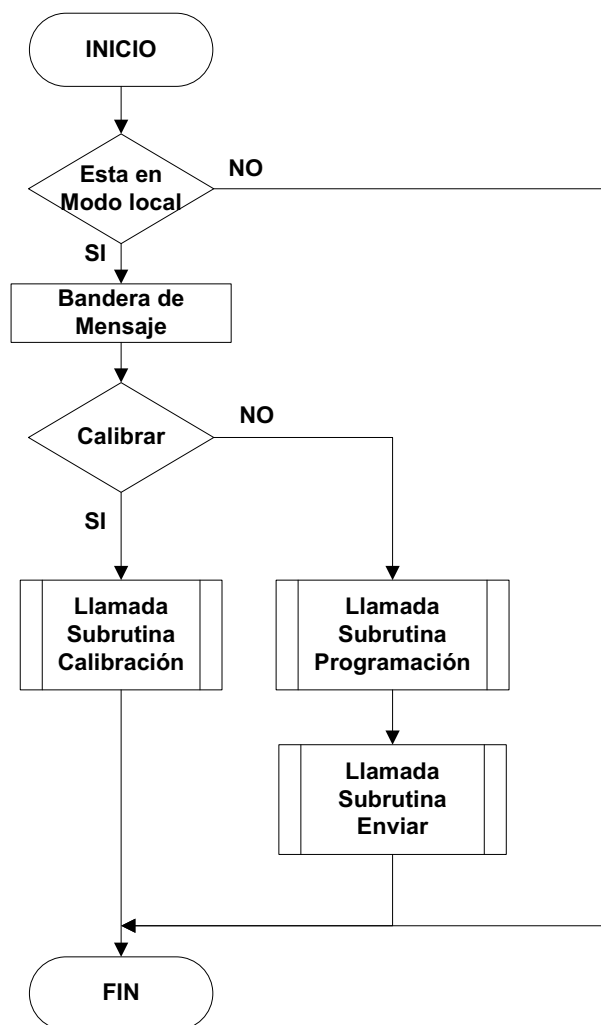 INICIO
Esta en
Modo local
NO
SI
Bandera de
Mensaje
Calibrar
NO
SI
Llamada
Subrutina
Calibración
Llamada
Subrutina
Programación
Llamada
Subrutina
Enviar
FIN